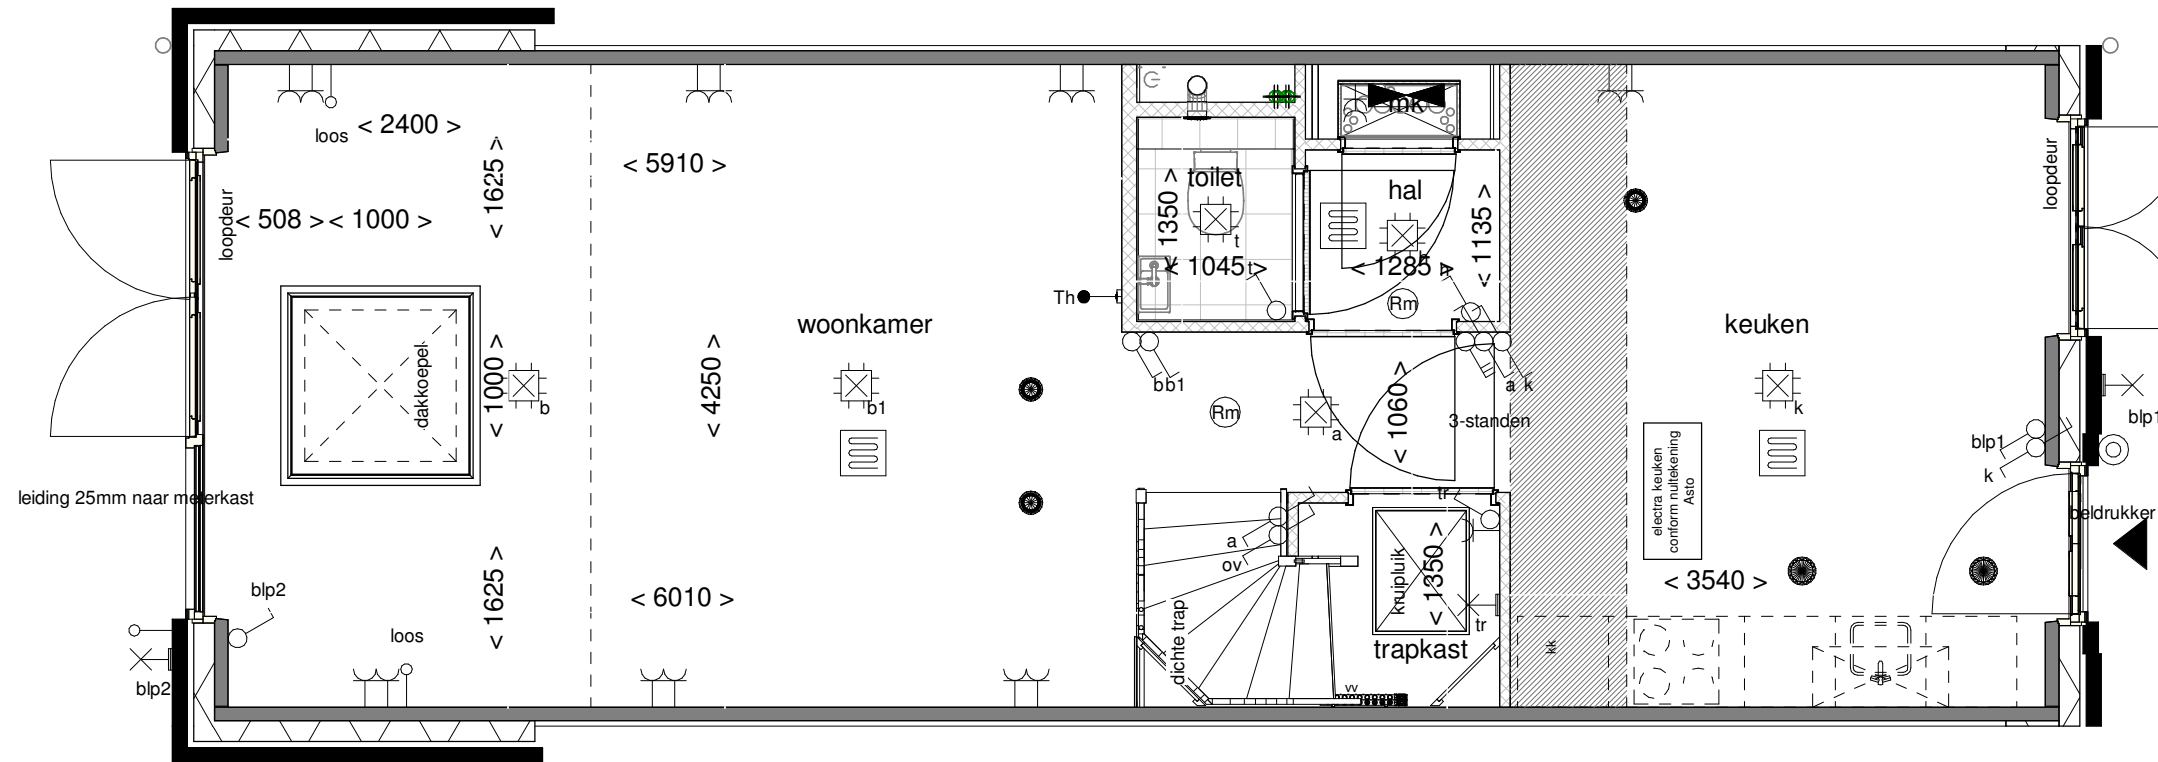 loos
< 2400 >
< 1625 >
< 5910 >
loopdeur
< 508 >
< 1000 >
dakkoepel
< 1000 >
b
leiding 25mm naar meterkast
blp2
blp2
loos
< 1625 >
< 6010 >
woonkamer
< 4250 >
b1
Th
toilet
< 1350 >
t
< 1045 >
t
mk
hal
< 1135 >
< 1285 >
Rm
b
b1
Rm
a
< 1060 >
a
k
3-standen
tr
a
ov
dichte trap
kruipluik
< 1350 >
tr
trapkast
vv
keuken
k
electra keuken
conform nultekening
Asto
< 3540 >
kk
loopdeur
blp1
k
blp1
beldrukker